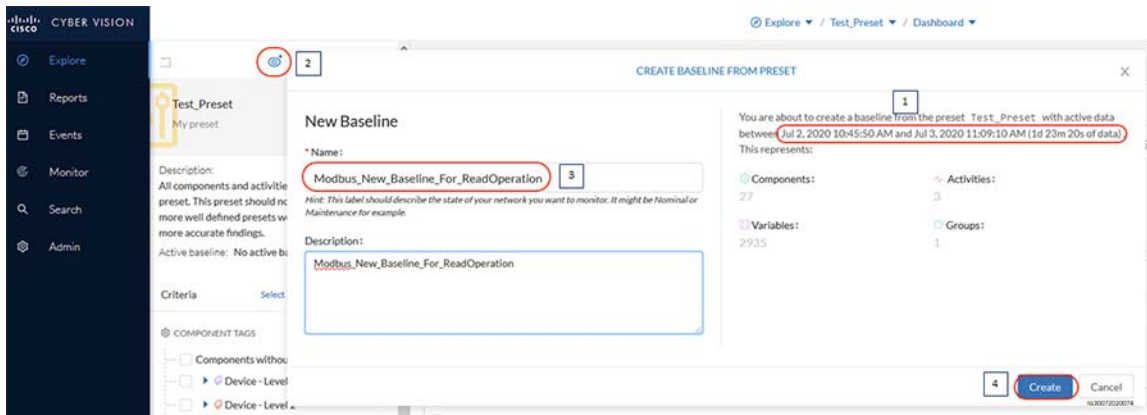 cisco CYBER VISION
Explore ▼ / Test_Preset ▼ / Dashboard ▼
Explore
Reports
Events
Monitor
Search
Admin
2
Test_Preset
My preset
Description:
All components and activitie
preset. This preset should no
more well defined presets w
more accurate findings.
Active baseline: No active ba
Criteria
Select
COMPONENT TAGS
Components withou
Device - Level
Device - Level
CREATE BASELINE FROM PRESET
New Baseline
* Name:
Modbus_New_Baseline_For_ReadOperation
3
Hint: This label should describe the state of your network you want to monitor. It might be Nominal or
Maintenance for example.
Description:
Modbus_New_Baseline_For_ReadOperation
1
You are about to create a baseline from the preset Test_Preset with active data
between Jul 2, 2020 10:45:50 AM and Jul 3, 2020 11:09:10 AM (1d 23m 20s of data)
This represents:
Components:
27
Activities:
3
Variables:
2935
Groups:
1
4
Create
Cancel